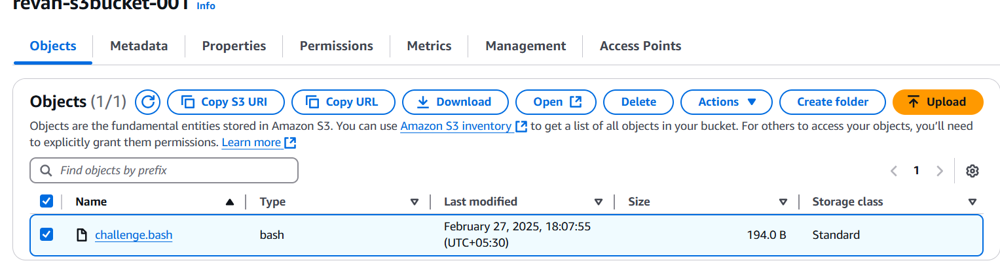 revan-s3bucket-001 Info
Objects Metadata Properties Permissions Metrics Management Access Points
Objects (1/1) Copy S3 URI Copy URL Download Open Delete Actions Create folder Upload
Objects are the fundamental entities stored in Amazon S3. You can use Amazon S3 inventory to get a list of all objects in your bucket. For others to access your objects, you’ll need
to explicitly grant them permissions. Learn more
Find objects by prefix 1
Name Type Last modified Size Storage class
challenge.bash bash February 27, 2025, 18:07:55 (UTC+05:30) 194.0 B Standard